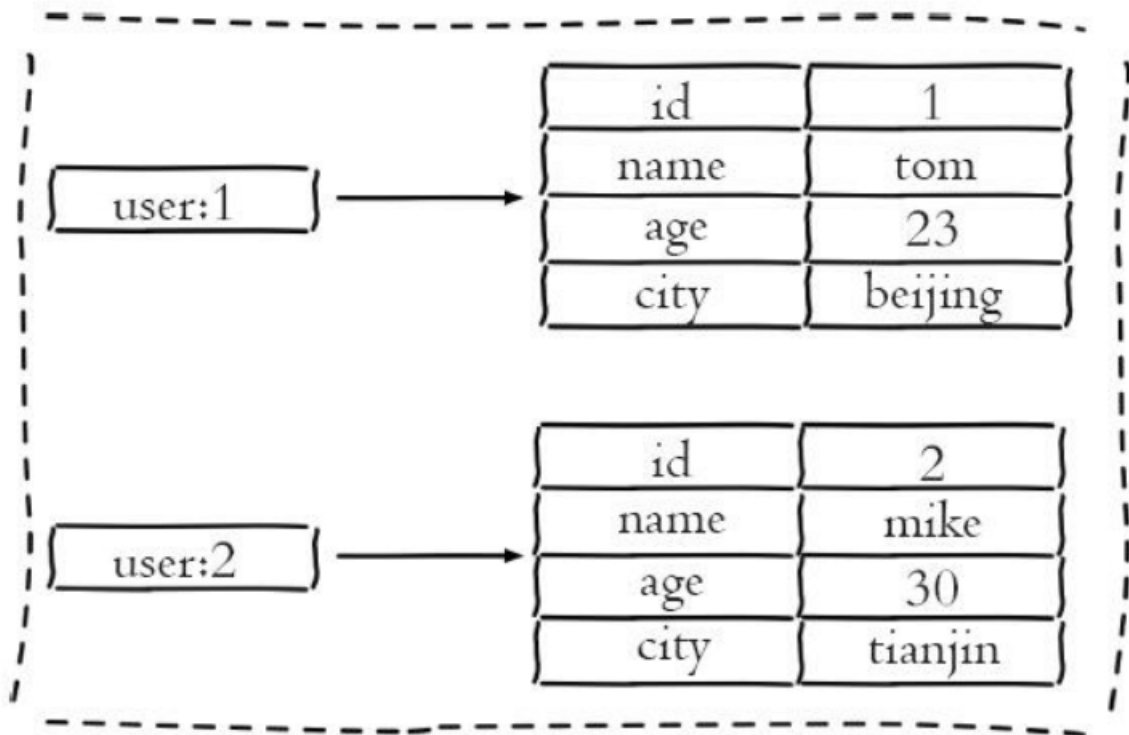 id 1
name tom
user:1
age 23
city beijing
id 2
name mike
user:2
age 30
city tianjin